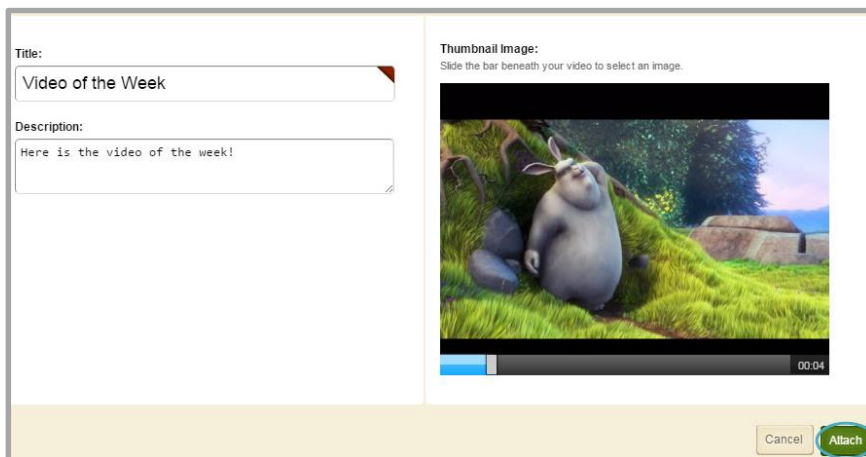 Title:
Video of the Week
Description:
Here is the video of the week!
Thumbnail Image:
Slide the bar beneath your video to select an image.
00:04
Cancel
Attach